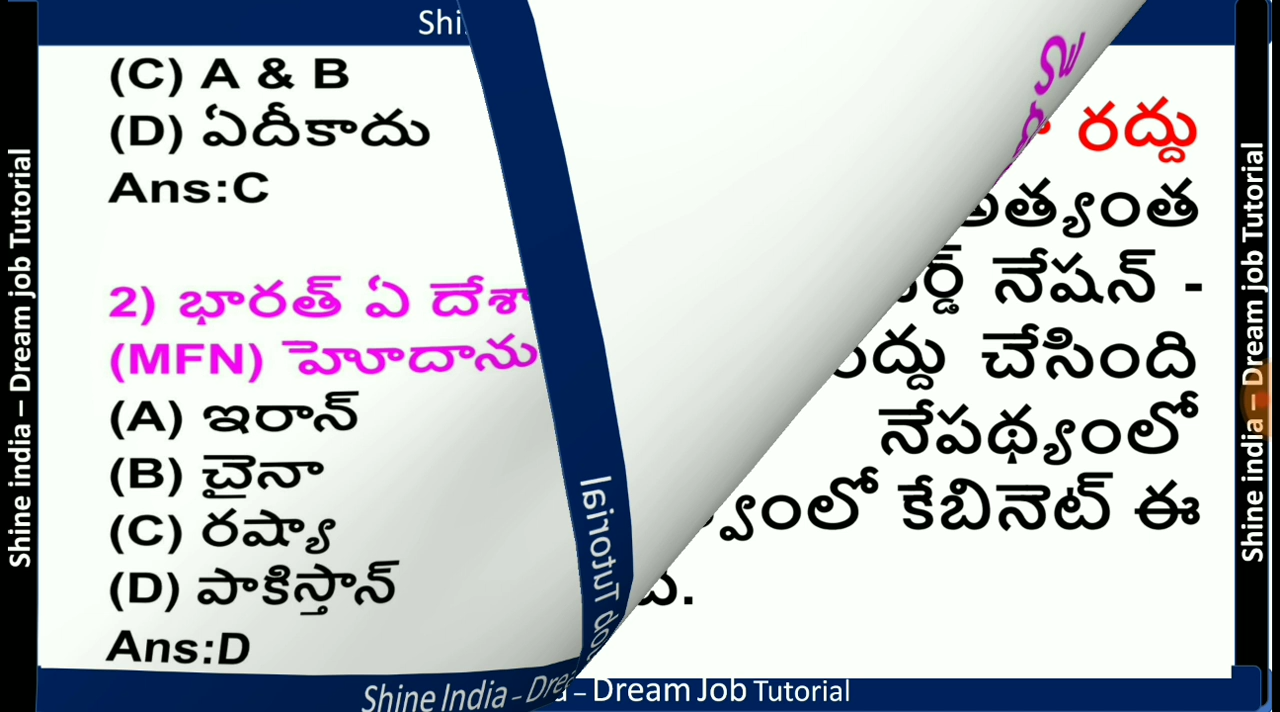 Shi
(C) A & B
(D) ఏదీకాదు
Ans:C
2) భారత్ ఏ దేశా
(MFN) హెూదాను
(A) ఇరాన్
(B) చైనా
(C) రష్యా
(D) పాకిస్తాన్
Ans:D
రద్దు
అత్యంత
నేషన్ -
రద్దు చేసింది
నేపథ్యంలో
కేబినెట్ ఈ
Tutorial
Shine India – Dre
– Dream Job Tutorial
Shine india – Dream job Tutorial
Shine india – Dream job Tutorial